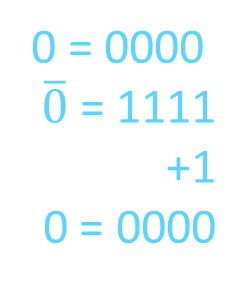 0 = 0000
0̅ = 1111
+1
0 = 0000